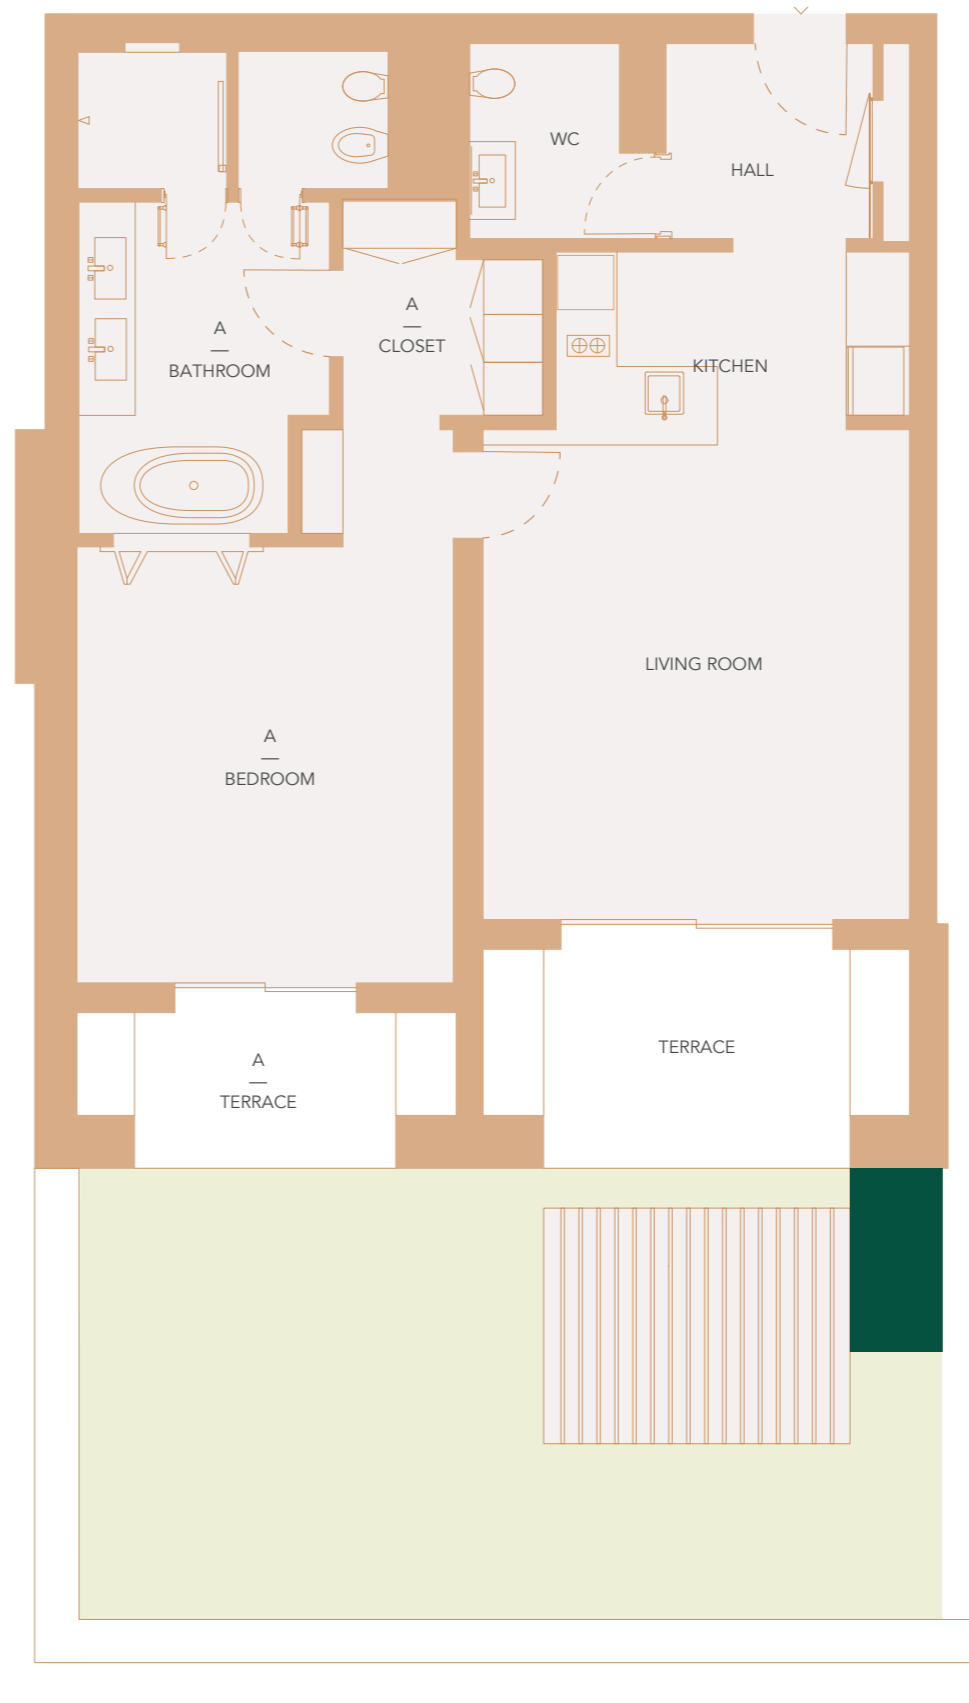 WC
HALL
A
CLOSET
A
BATHROOM
KITCHEN
LIVING ROOM
A
BEDROOM
TERRACE
A
TERRACE